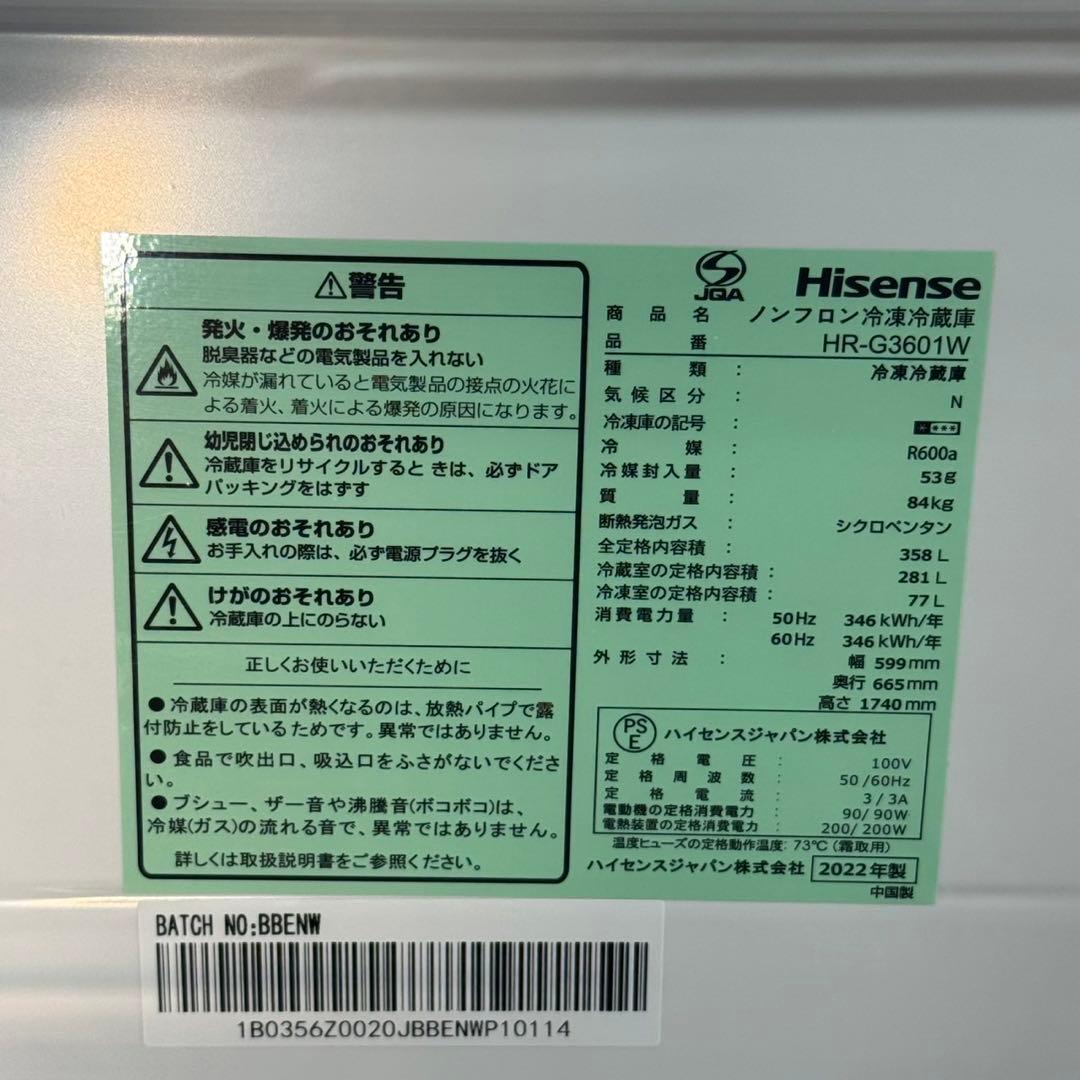 ⚠警告
発火・爆発のおそれあり
脱臭器などの電気製品を入れない
冷媒が漏れていると電気製品の接点の火花に
よる着火、着火による爆発の原因になります。
幼児閉じ込められのおそれあり
冷蔵庫をリサイクルすると きは、必ずドア
パッキングをはずす
感電のおそれあり
お手入れの際は、必ず電源プラグを抜く
けがのおそれあり
冷蔵庫の上にのらない
正しくお使いいただくために
●冷蔵庫の表面が熱くなるのは、放熱パイプで露
付防止をしているためです。異常ではありません。
●食品で吹出口、吸込口をふさがないでくださ
い。
●ブシュー、ザー音や沸騰音(ボコボコ)は、
冷媒(ガス)の流れる音で、異常ではありません。
詳しくは取扱説明書をご参照ください。
JQA Hisense
商品名 ノンフロン冷凍冷蔵庫
品番 HR-G3601W
種類: 冷凍冷蔵庫
気候区分: N
冷凍庫の記号: ****
冷媒: R600a
冷媒封入量: 53g
質量: 84kg
断熱発泡ガス: シクロペンタン
全定格内容積: 358 L
冷蔵室の定格内容積: 281 L
冷凍室の定格内容積: 77 L
消費電力量: 50Hz 346 kWh/年
60Hz 346 kWh/年
外形寸法: 幅 599mm
奥行 665mm
高さ 1740 mm
PSE ハイセンスジャパン株式会社
定格電圧: 100V
定格周波数: 50/60Hz
定格電流: 3/3A
電動機の定格消費電力: 90/90W
電熱装置の定格消費電力: 200/200W
温度ヒューズの定格動作温度: 73℃(霜取用)
ハイセンスジャパン株式会社 2022年製
中国製
BATCH NO:BBENW
1B0356Z0020JBBENWP10114